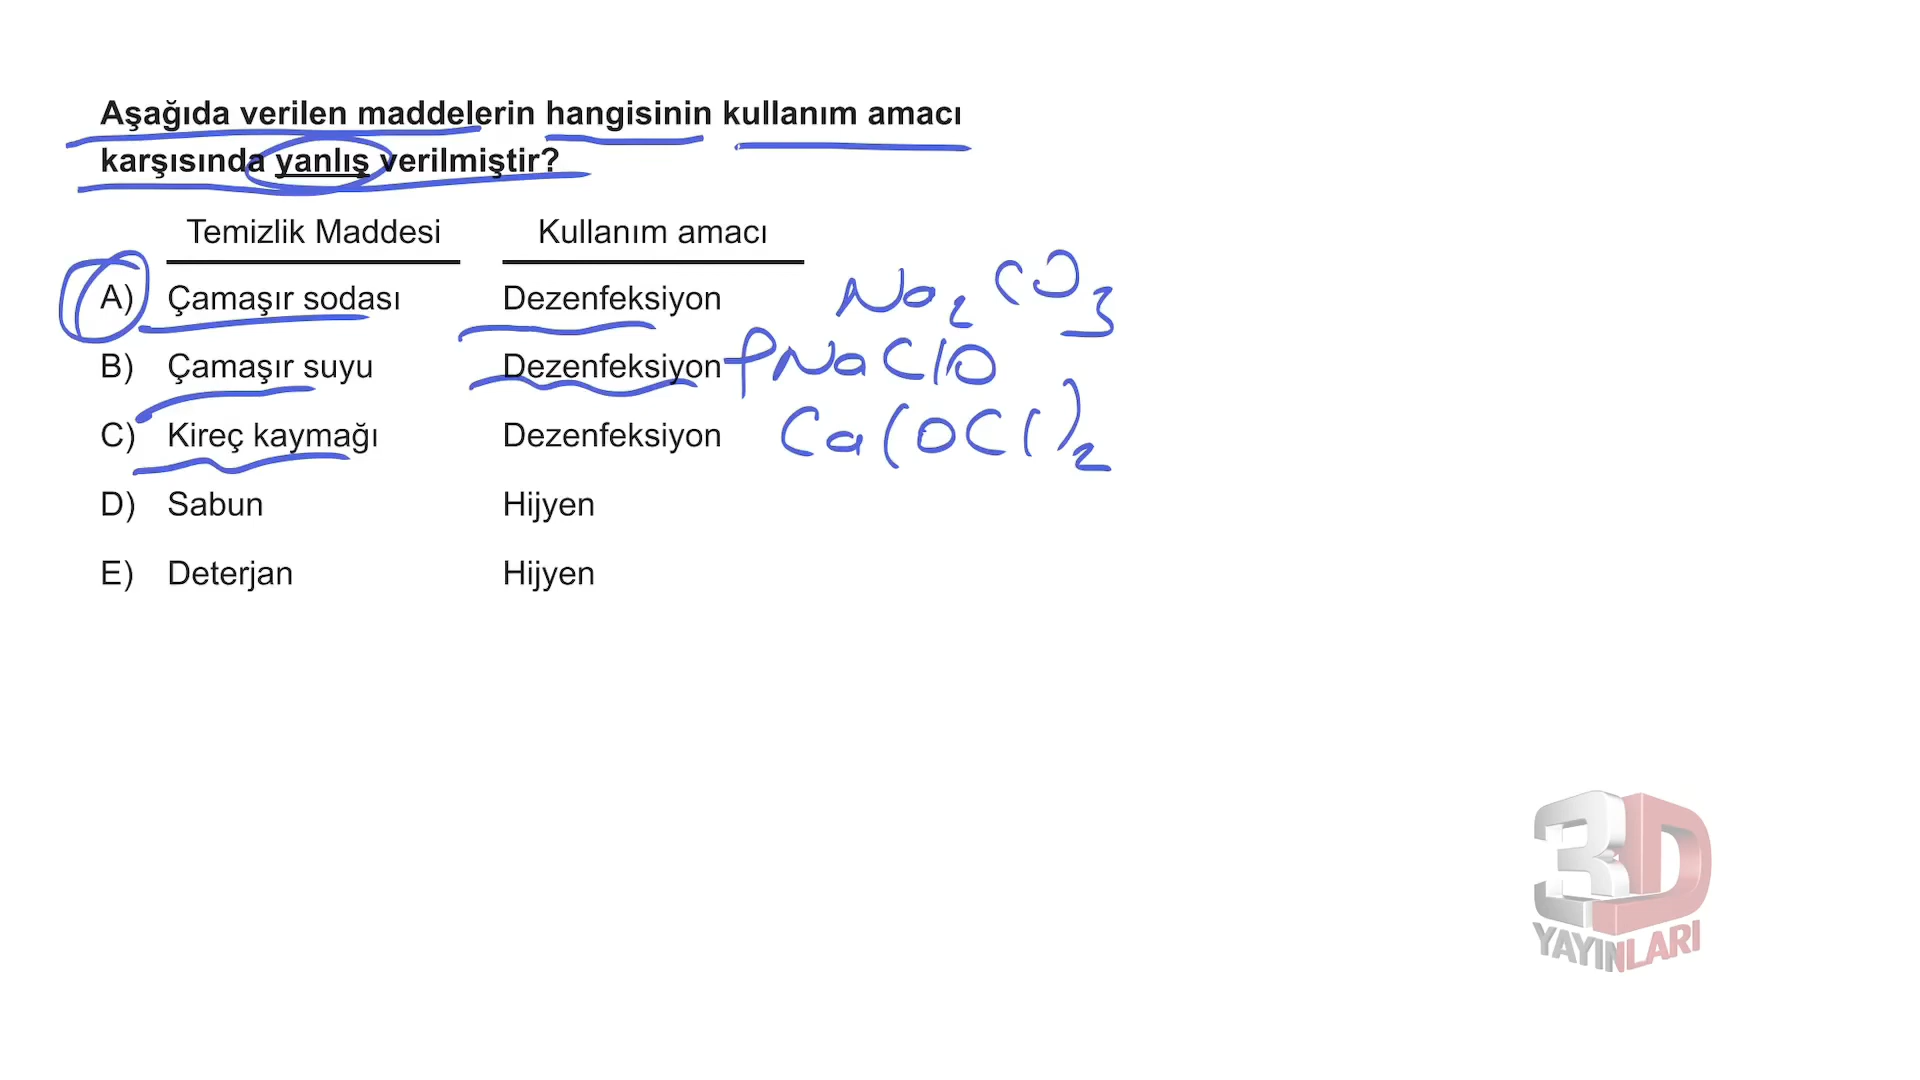 Aşağıda verilen maddelerin hangisinin kullanım amacı
karşısında yanlış verilmiştir?
Temizlik Maddesi Kullanım amacı
A) Çamaşır sodası Dezenfeksiyon Na2CO3
B) Çamaşır suyu Dezenfeksiyon NaClO
C) Kireç kaymağı Dezenfeksiyon Ca(OCl)2
D) Sabun Hijyen
E) Deterjan Hijyen
3D
YAYINLARI